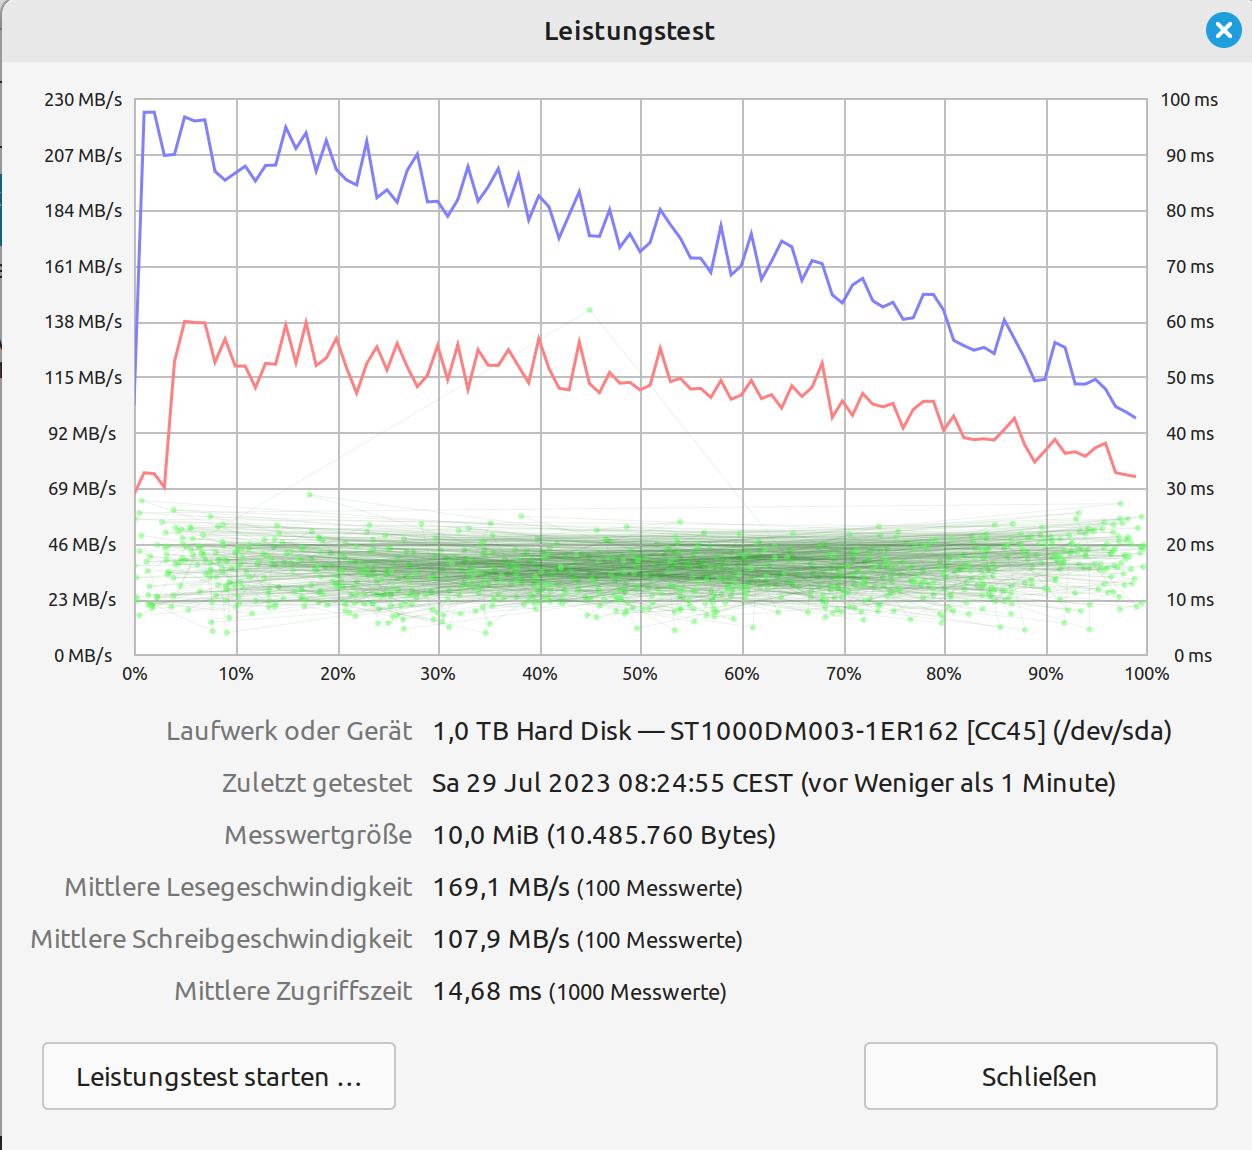 Leistungstest
230 MB/s 100 ms
207 MB/s 90 ms
184 MB/s 80 ms
161 MB/s 70 ms
138 MB/s 60 ms
115 MB/s 50 ms
92 MB/s 40 ms
69 MB/s 30 ms
46 MB/s 20 ms
23 MB/s 10 ms
0 MB/s 0 ms
0% 10% 20% 30% 40% 50% 60% 70% 80% 90% 100%
Laufwerk oder Gerät 1,0 TB Hard Disk — ST1000DM003-1ER162 [CC45] (/dev/sda)
Zuletzt getestet Sa 29 Jul 2023 08:24:55 CEST (vor Weniger als 1 Minute)
Messwertgröße 10,0 MiB (10.485.760 Bytes)
Mittlere Lesegeschwindigkeit 169,1 MB/s (100 Messwerte)
Mittlere Schreibgeschwindigkeit 107,9 MB/s (100 Messwerte)
Mittlere Zugriffszeit 14,68 ms (1000 Messwerte)
Leistungstest starten … Schließen